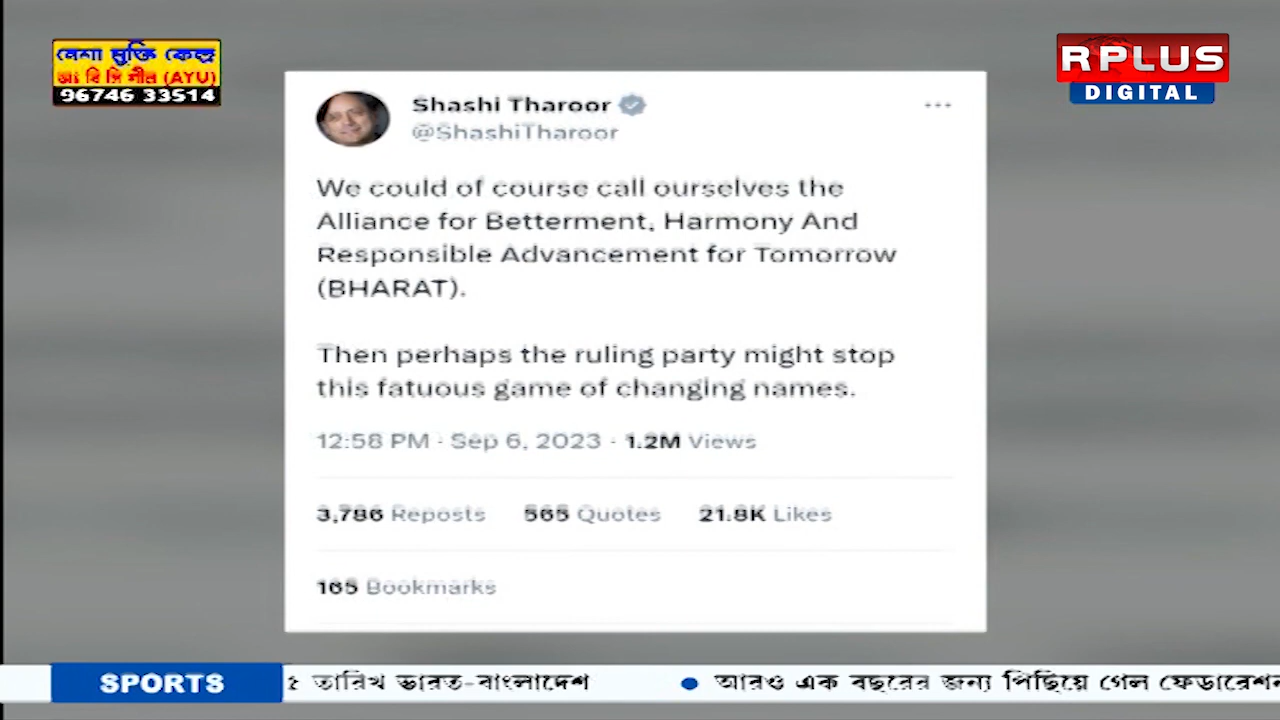 নেশা মুক্তি কেন্দ্র
ডাঃ বি সি শীল (AYU)
96746 33514
RPLUS
DIGITAL
Shashi Tharoor
@ShashiTharoor
We could of course call ourselves the
Alliance for Betterment, Harmony And
Responsible Advancement for Tomorrow
(BHARAT).
Then perhaps the ruling party might stop
this fatuous game of changing names.
12:58 PM · Sep 6, 2023 · 1.2M Views
3,786 Reposts 565 Quotes 21.8K Likes
165 Bookmarks
SPORTS তারিখ ভারত-বাংলাদেশ ● আরও এক বছরের জন্য পিছিয়ে গেল ফেডারেশন